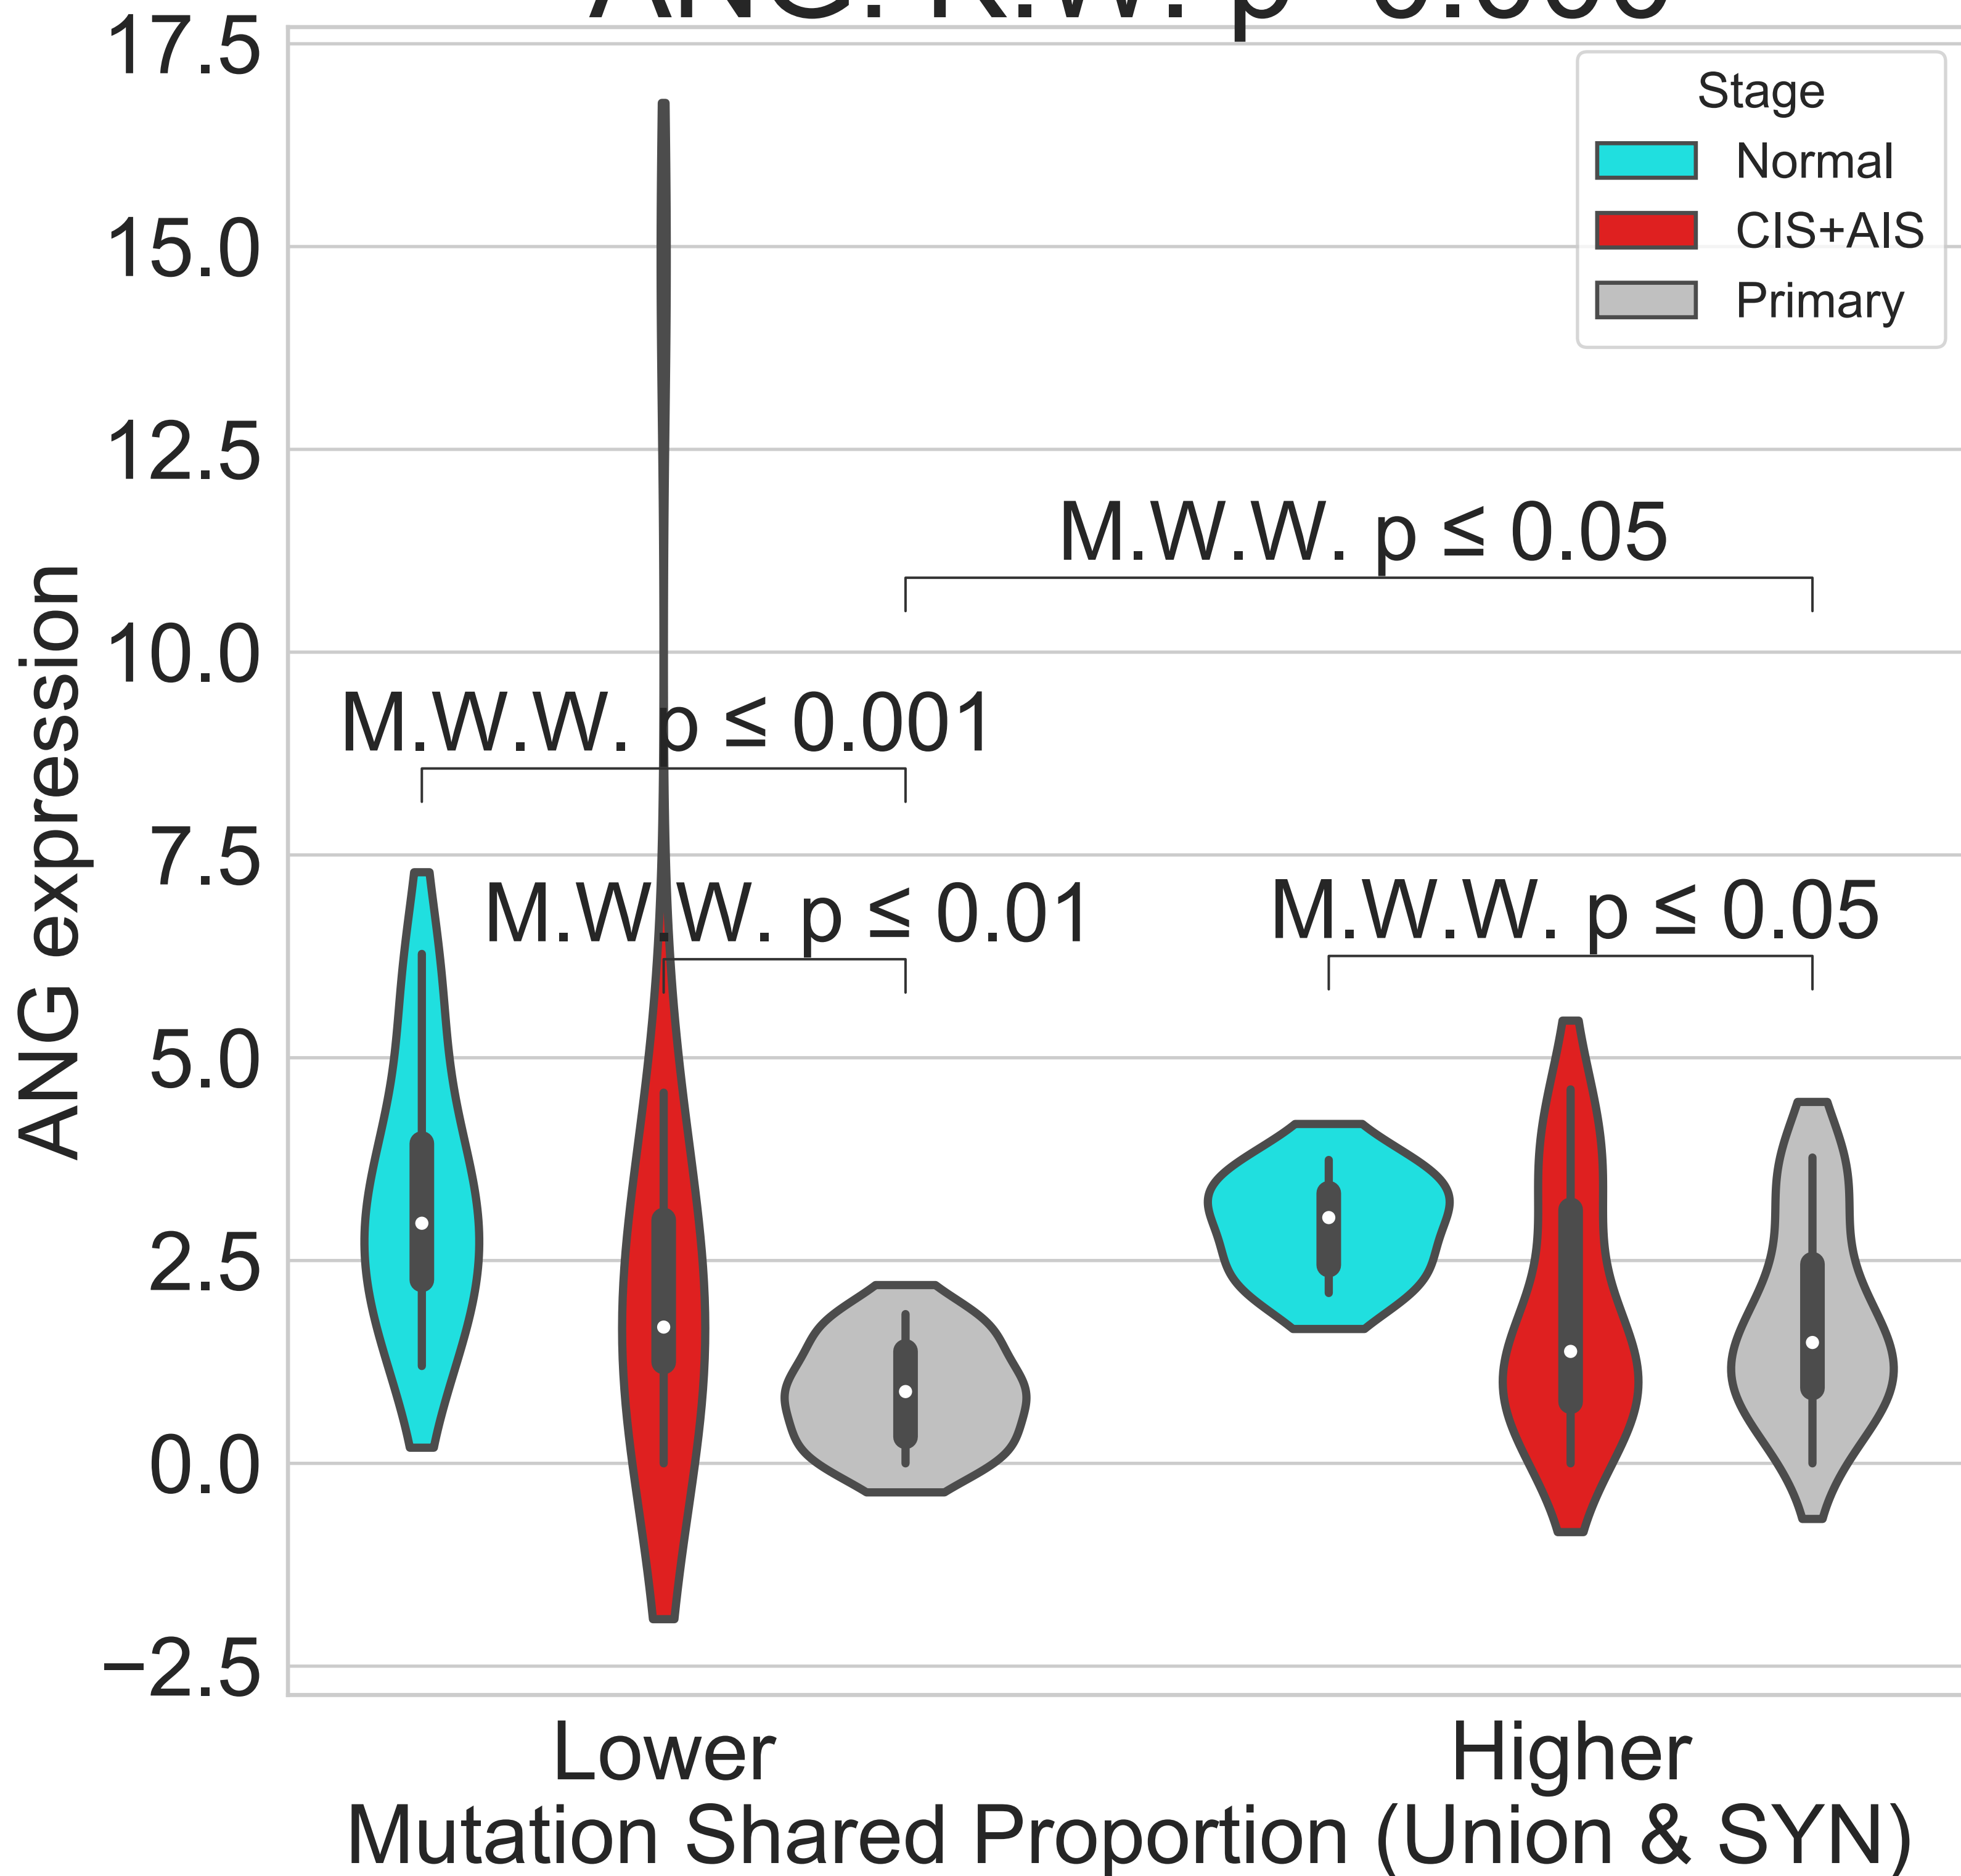 17.5
15.0
12.5
10.0
7.5
5.0
2.5
0.0
−2.5
ANG expression
Stage
Normal
CIS+AIS
Primary
M.W.W. p ≤ 0.05
M.W.W. p ≤ 0.001
M.W.W. p ≤ 0.01
M.W.W. p ≤ 0.05
Lower
Higher
Mutation Shared Proportion (Union & SYN)